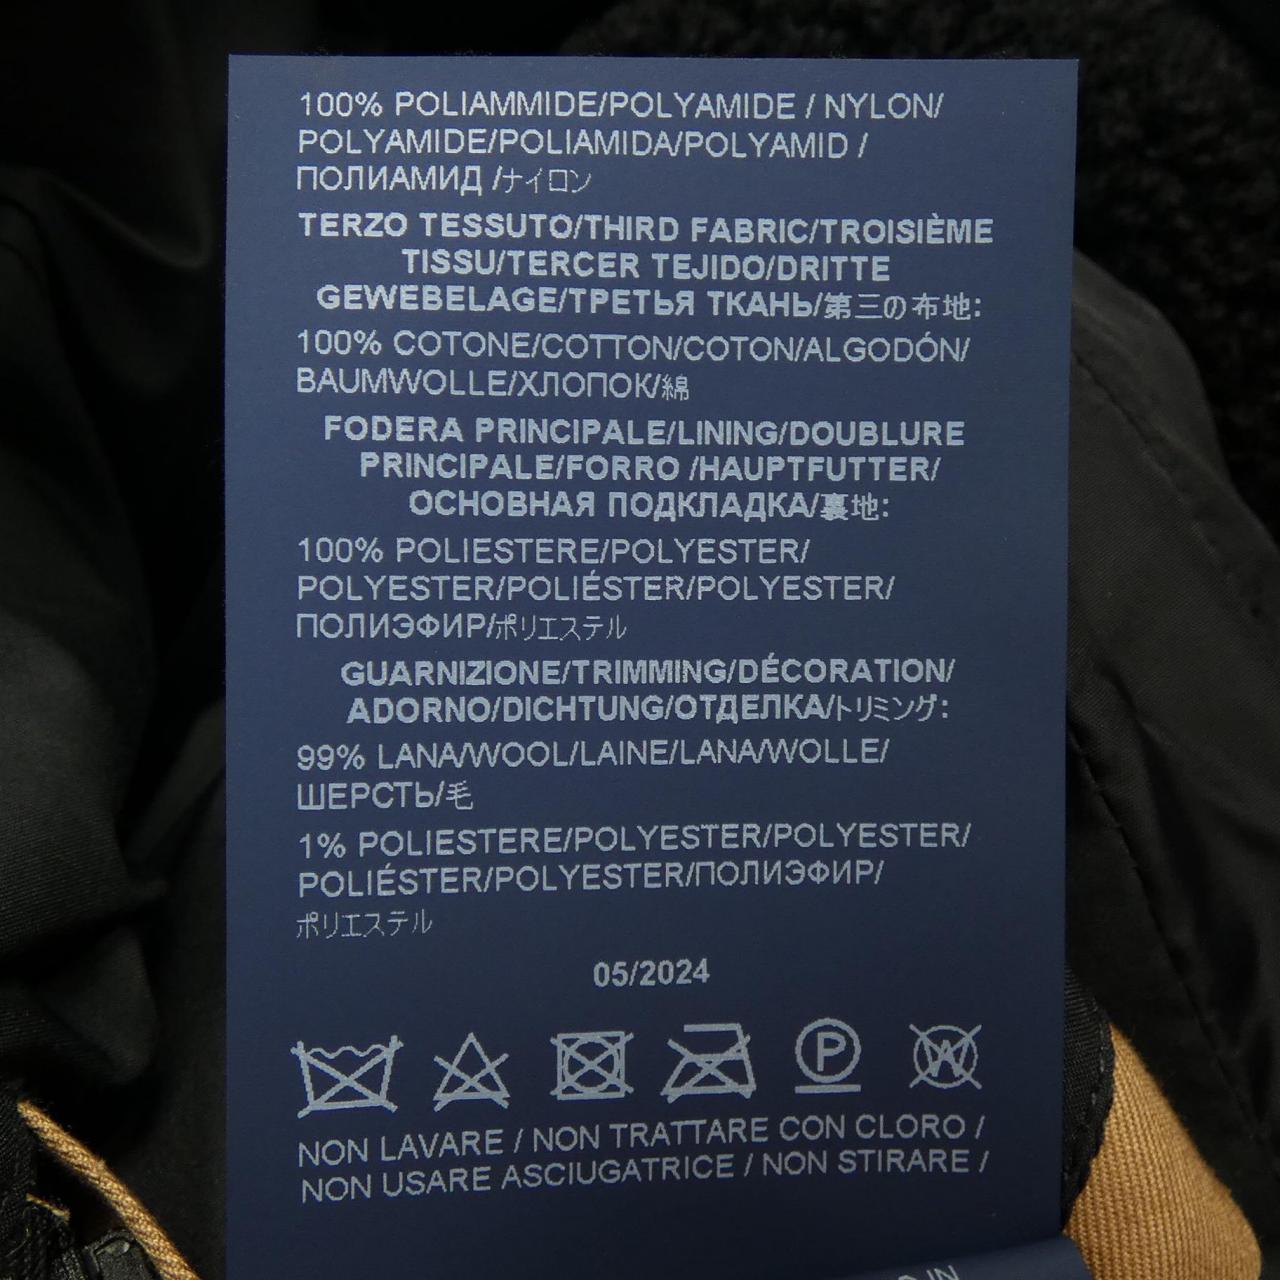 100% POLIAMMIDE/POLYAMIDE / NYLON/
POLYAMIDE/POLIAMIDA/POLYAMID /
ПОЛИАМИД /ナイロン
TERZO TESSUTO/THIRD FABRIC/TROISIÈME
TISSU/TERCER TEJIDO/DRITTE
GEWEBELAGE/ТРЕТЬЯ ТКАНЬ/第三の布地:
100% COTONE/COTTON/COTON/ALGODÓN/
BAUMWOLLE/ХЛОПОК/綿
FODERA PRINCIPALE/LINING/DOUBLURE
PRINCIPALE/FORRO /HAUPTFUTTER/
ОСНОВНАЯ ПОДКЛАДКА/裏地:
100% POLIESTERE/POLYESTER/
POLYESTER/POLIÉSTER/POLYESTER/
ПОЛИЭФИР/ポリエステル
GUARNIZIONE/TRIMMING/DÉCORATION/
ADORNO/DICHTUNG/ОТДЕЛКА/トリミング:
99% LANA/WOOL/LAINE/LANA/WOLLE/
ШЕРСТЬ/毛
1% POLIESTERE/POLYESTER/POLYESTER/
POLIÉSTER/POLYESTER/ПОЛИЭФИР/
ポリエステル
05/2024
P W
NON LAVARE / NON TRATTARE CON CLORO /
NON USARE ASCIUGATRICE / NON STIRARE /
IN